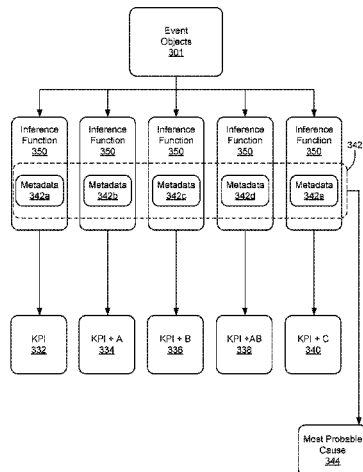 Event
Objects
301
Inference
Function
350
Inference
Function
350
Inference
Function
350
Inference
Function
350
Inference
Function
350
342
Metadata
342a
Metadata
342b
Metadata
342c
Metadata
342d
Metadata
342e
KPI
332
KPI + A
334
KPI + B
336
KPI +AB
338
KPI + C
340
Most Probable
Cause
344